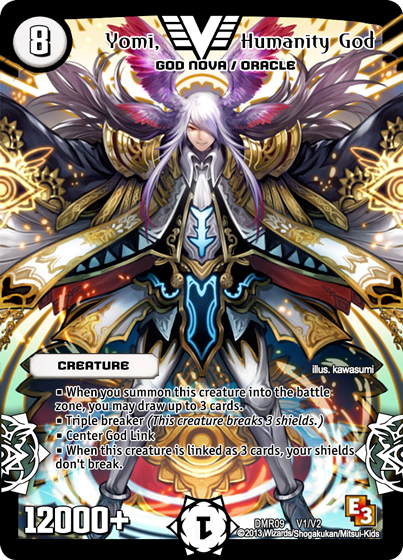 8
Yomi, Humanity God
GOD NOVA / ORACLE
CREATURE
illus. kawasumi
▪ When you summon this creature into the battle
zone, you may draw up to 3 cards.
▪ Triple breaker (This creature breaks 3 shields.)
▪ Center God Link
▪ When this creature is linked as 3 cards, your shields
don't break.
E3
12000+
1
DMR09 V1/V2
©2013 Wizards/Shogakukan/Mitsui-Kids